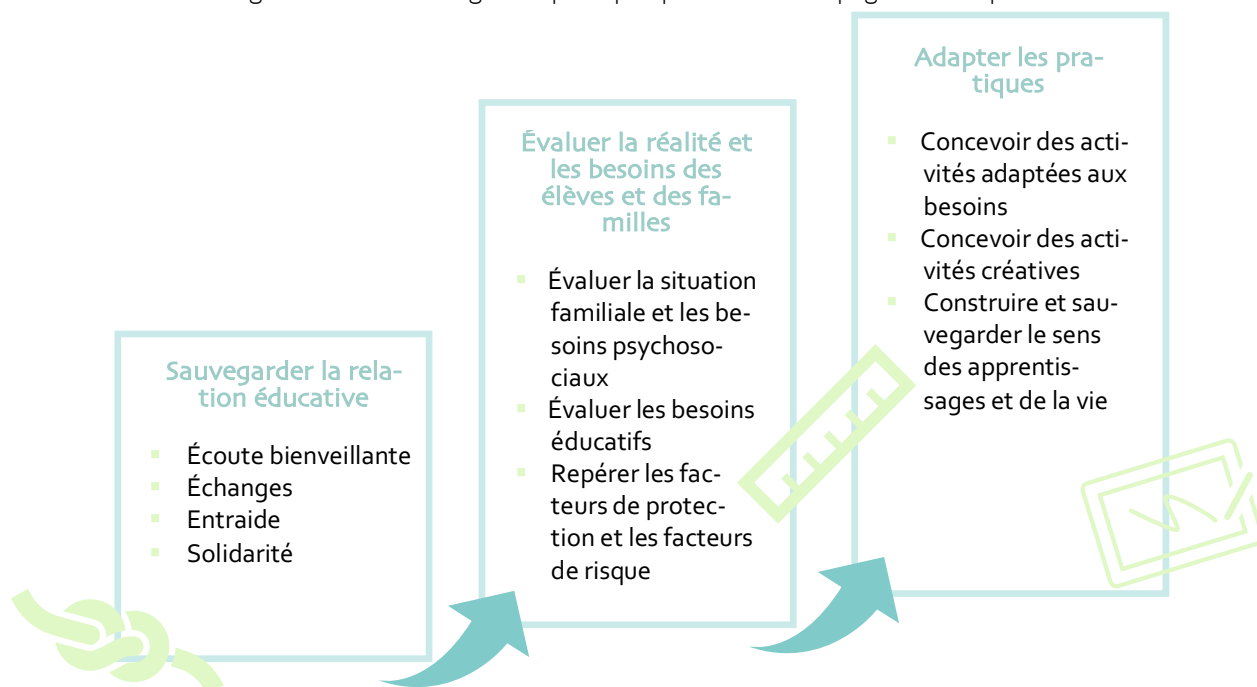 Sauvegarder la rela-
tion éducative
Écoute bienveillante
Échanges
Entraide
Solidarité
Évaluer la réalité et
les besoins des
élèves et des fa-
milles
Évaluer la situation
familiale et les be-
soins psychoso-
ciaux
Évaluer les besoins
éducatifs
Repérer les fac-
teurs de protec-
tion et les facteurs
de risque
Adapter les pra-
tiques
Concevoir des acti-
vités adaptées aux
besoins
Concevoir des acti-
vités créatives
Construire et sau-
vegarder le sens
des apprentis-
sages et de la vie